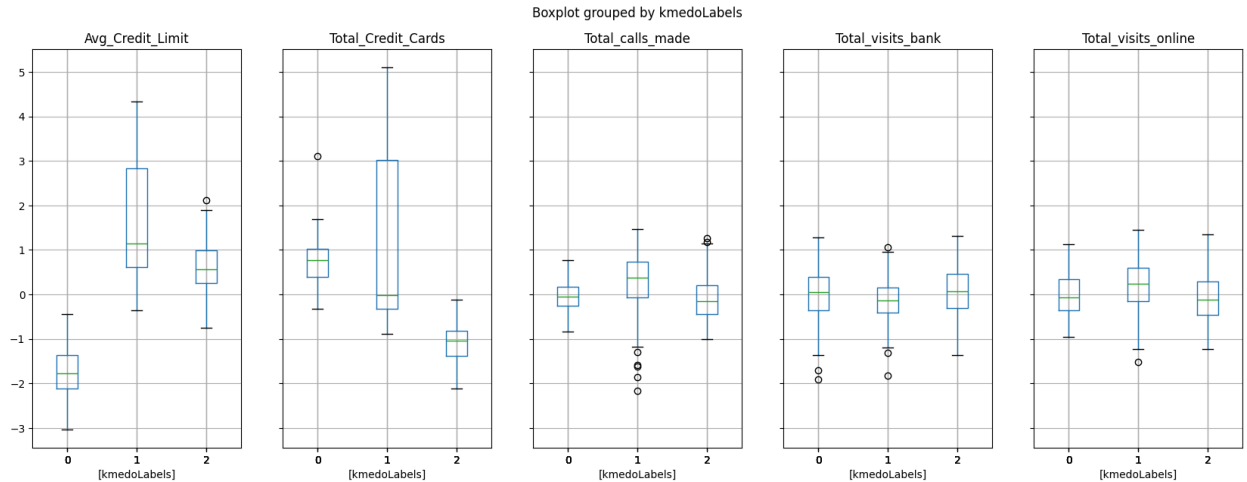 Boxplot grouped by kmedoLabels
Avg_Credit_Limit
Total_Credit_Cards
Total_calls_made
Total_visits_bank
Total_visits_online
5
4
3
2
1
0
−1
−2
−3
0 1 2
0 1 2
0 1 2
0 1 2
0 1 2
[kmedoLabels]
[kmedoLabels]
[kmedoLabels]
[kmedoLabels]
[kmedoLabels]